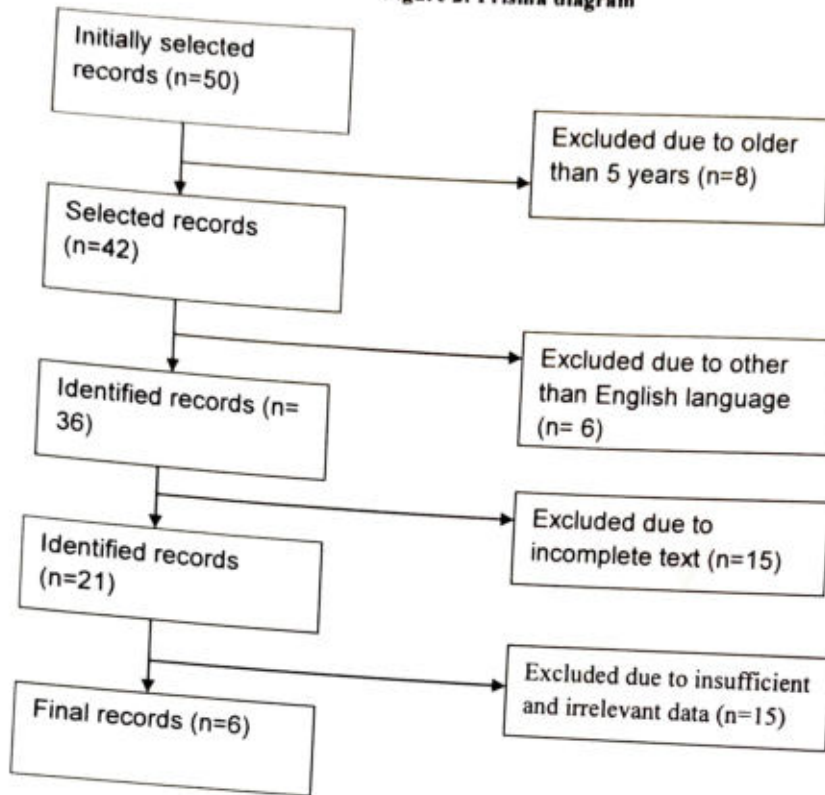 Prisma diagram
Initially selected
records (n=50)
Excluded due to older
than 5 years (n=8)
Selected records
(n=42)
Excluded due to other
than English language
(n= 6)
Identified records (n=
36)
Excluded due to
incomplete text (n=15)
Identified records
(n=21)
Excluded due to insufficient
and irrelevant data (n=15)
Final records (n=6)